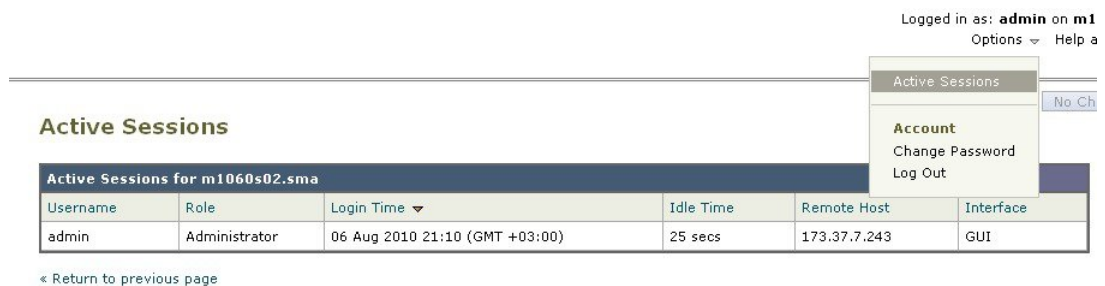 Logged in as: admin on m1
Options Help a
Active Sessions
No Ch
Account
Change Password
Log Out
Active Sessions
Active Sessions for m1060s02.sma
Username Role Login Time Idle Time Remote Host Interface
admin Administrator 06 Aug 2010 21:10 (GMT +03:00) 25 secs 173.37.7.243 GUI
« Return to previous page